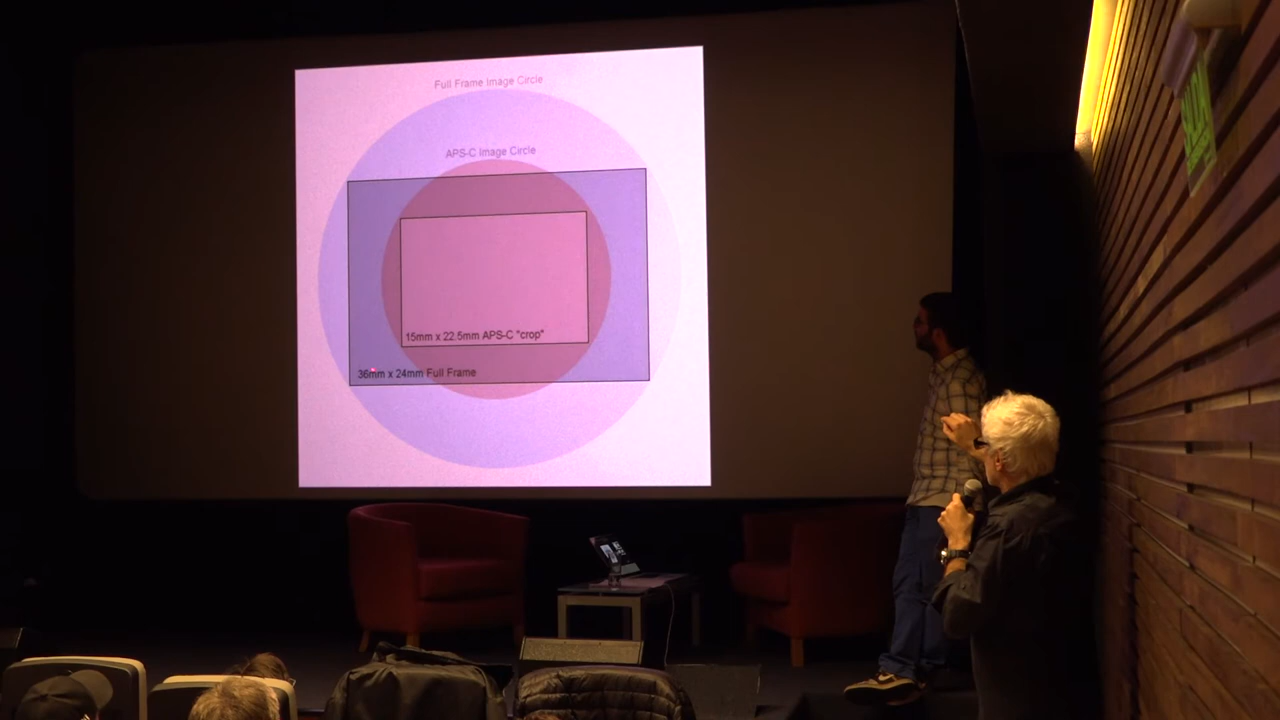 Full Frame Image Circle
APS-C Image Circle
15mm x 22.5mm APS-C "crop"
36mm x 24mm Full Frame